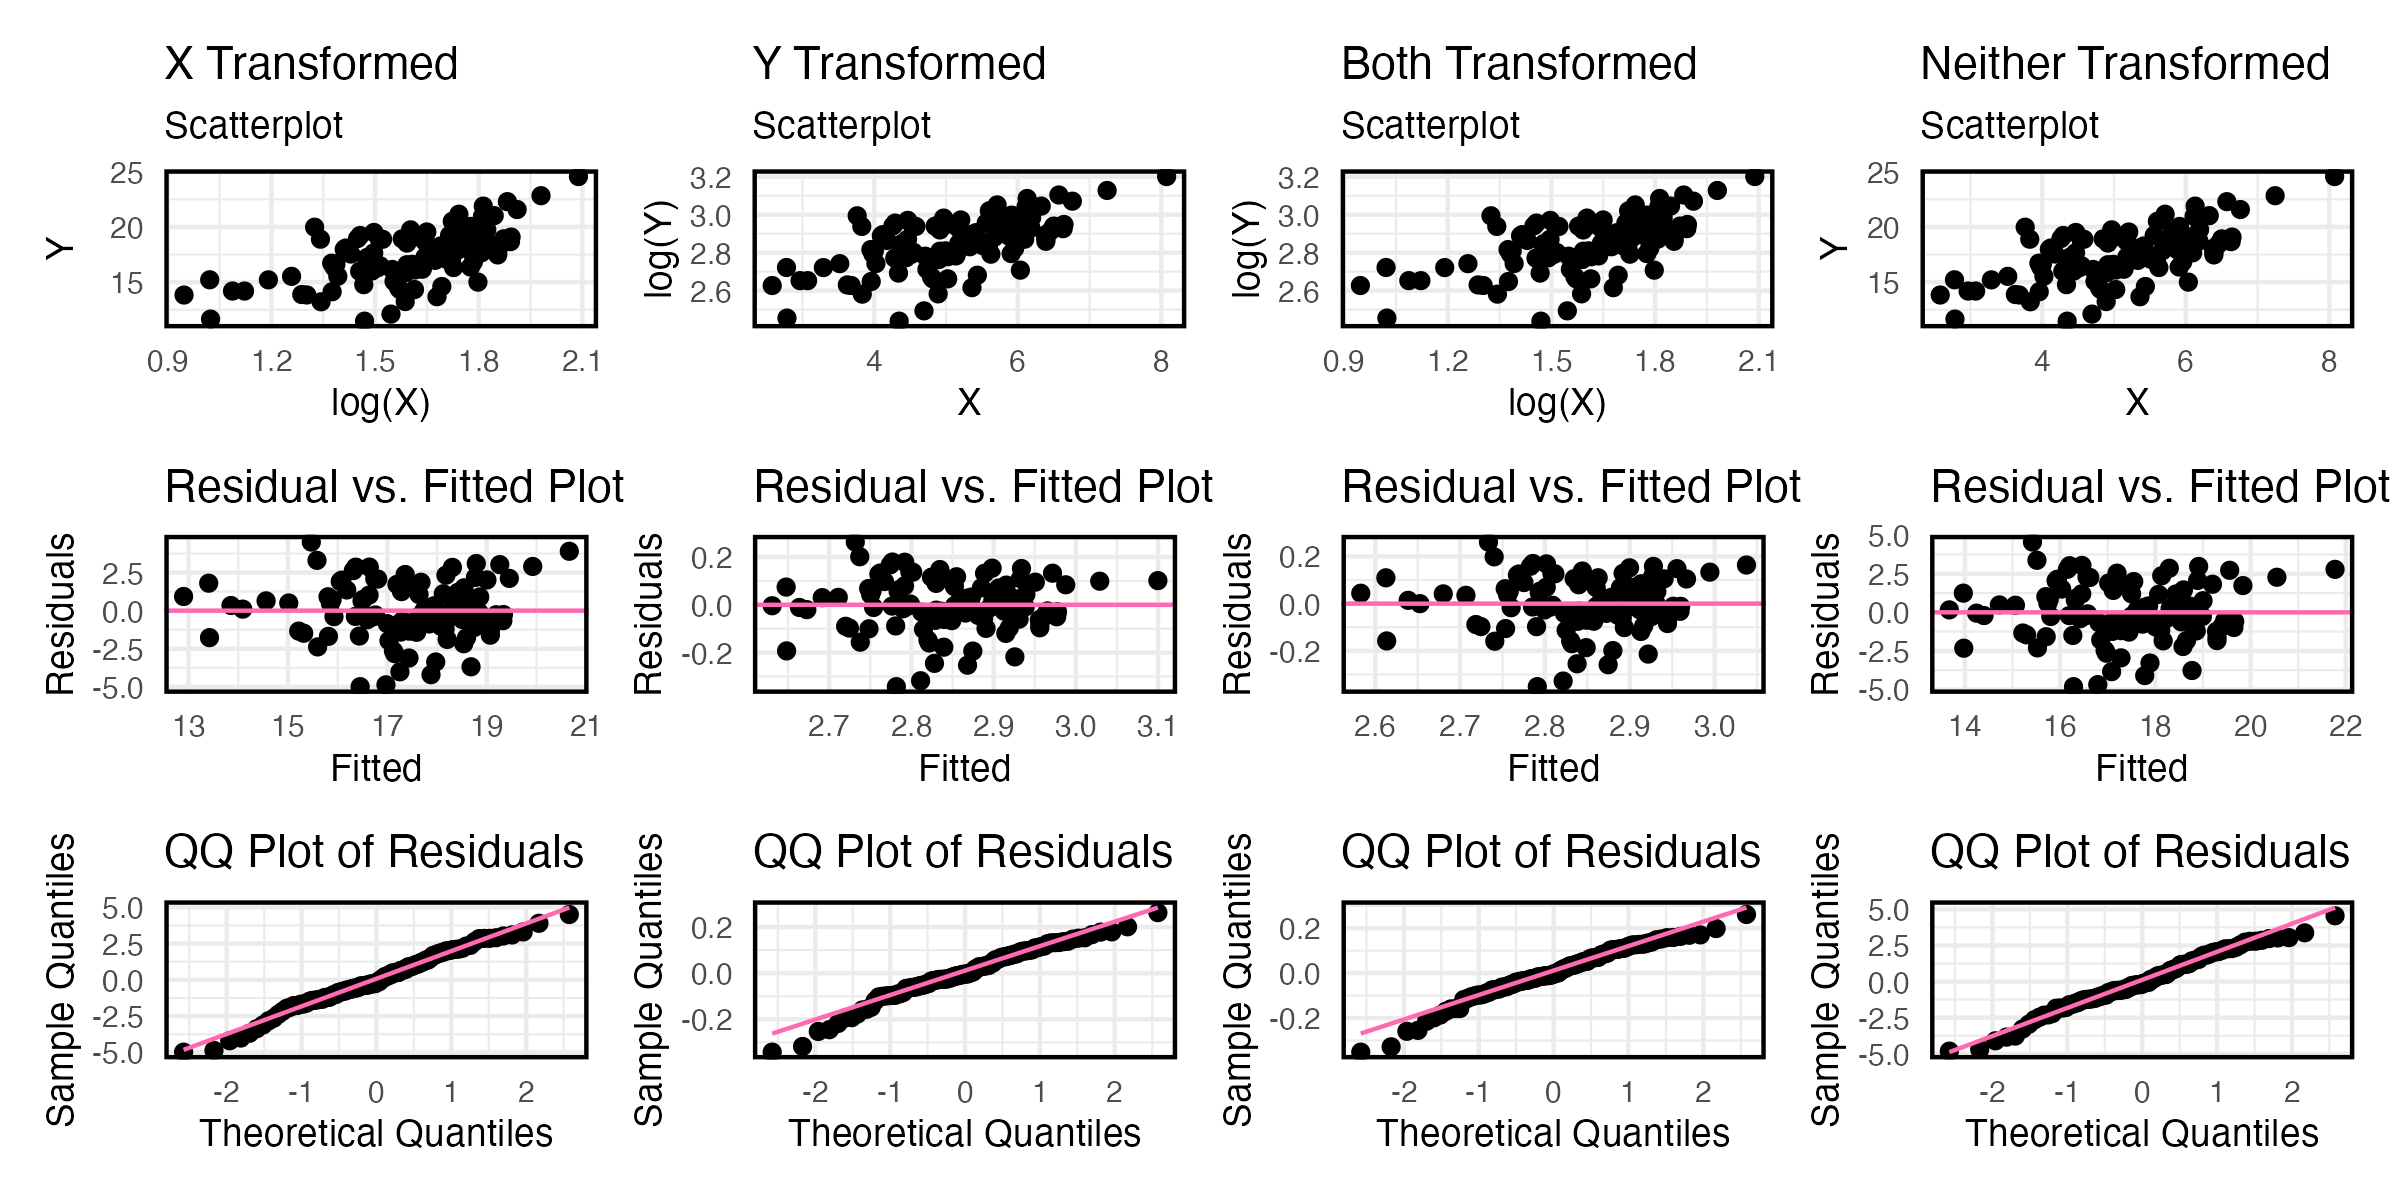 X Transformed
Y Transformed
Both Transformed
Neither Transformed
Scatterplot
Scatterplot
Scatterplot
Scatterplot
Y
25
20
15
0.9 1.2 1.5 1.8 2.1
log(X)
log(Y)
3.2
3.0
2.8
2.6
4 6 8
X
log(Y)
3.2
3.0
2.8
2.6
0.9 1.2 1.5 1.8 2.1
log(X)
Y
25
20
15
4 6 8
X
Residual vs. Fitted Plot
Residuals
2.5
0.0
-2.5
-5.0
13 15 17 19 21
Fitted
Residual vs. Fitted Plot
Residuals
0.2
0.0
-0.2
2.7 2.8 2.9 3.0 3.1
Fitted
Residual vs. Fitted Plot
Residuals
0.2
0.0
-0.2
2.6 2.7 2.8 2.9 3.0
Fitted
Residual vs. Fitted Plot
Residuals
5.0
2.5
0.0
-2.5
-5.0
14 16 18 20 22
Fitted
QQ Plot of Residuals
Sample Quantiles
5.0
2.5
0.0
-2.5
-5.0
-2 -1 0 1 2
Theoretical Quantiles
QQ Plot of Residuals
Sample Quantiles
0.2
0.0
-0.2
-2 -1 0 1 2
Theoretical Quantiles
QQ Plot of Residuals
Sample Quantiles
0.2
0.0
-0.2
-2 -1 0 1 2
Theoretical Quantiles
QQ Plot of Residuals
Sample Quantiles
5.0
2.5
0.0
-2.5
-5.0
-2 -1 0 1 2
Theoretical Quantiles